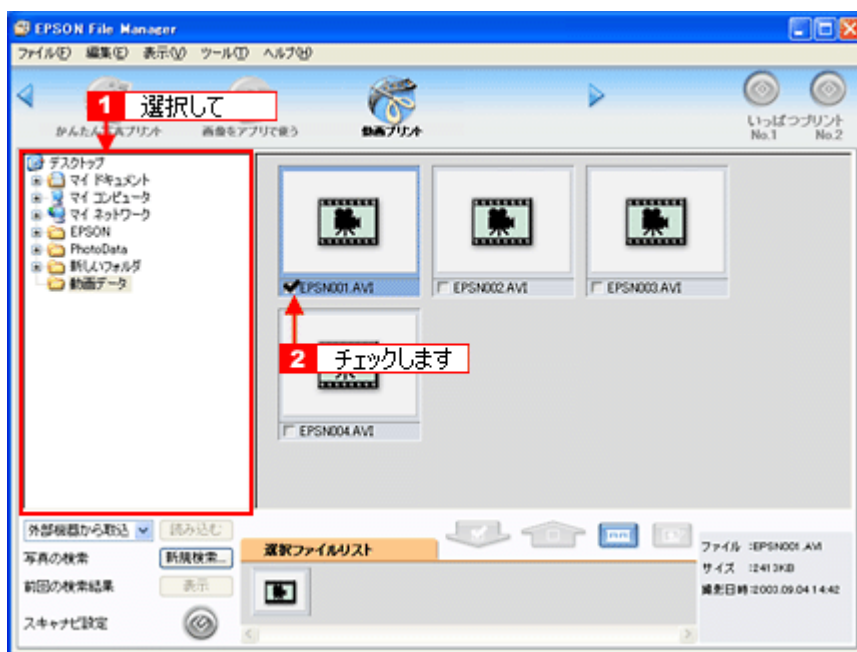 EPSON File Manager
ファイル(F) 編集(E) 表示(V) ツール(T) ヘルプ(H)
1 選択して
画像をアプリで使う
動画プリント
いっぱつプリント
No.1 No.2
デスクトップ
マイ ドキュメント
マイ コンピュータ
マイ ネットワーク
EPSON
PhotoData
新しいフォルダ
動画データ
EPSN001.AVI
EPSN002.AVI
EPSN003.AVI
2 チェックします
EPSN004.AVI
外部機器から取込 読み込む
写真の検索 新規検索...
前回の検索結果 表示
スキャナビ設定
選択ファイルリスト
ファイル :EPSN001.AVI
サイズ :2413KB
撮影日時:2003.09.04 14:42